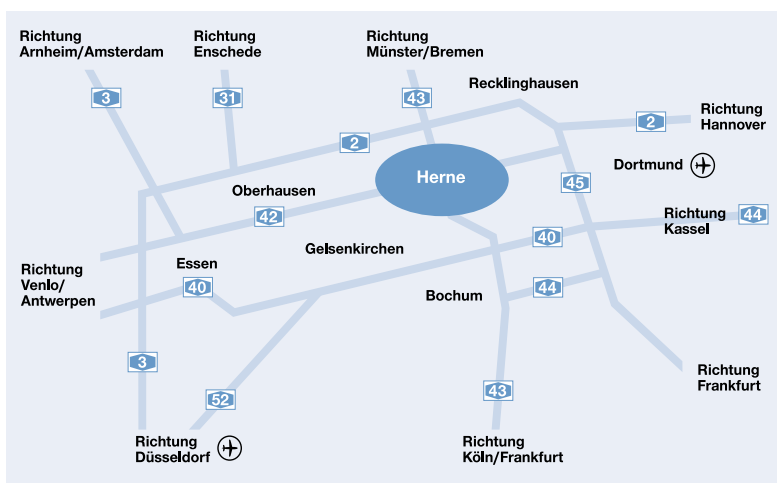 Richtung
Arnheim/Amsterdam
Richtung
Enschede
Richtung
Münster/Bremen
Recklinghausen
3
31
43
Richtung
Hannover
2
2
Dortmund
Herne
45
Oberhausen
42
Richtung
Kassel
44
40
Gelsenkirchen
Essen
Richtung
Venlo/
Antwerpen
40
Bochum
44
3
Richtung
Frankfurt
52
43
Richtung
Düsseldorf
Richtung
Köln/Frankfurt